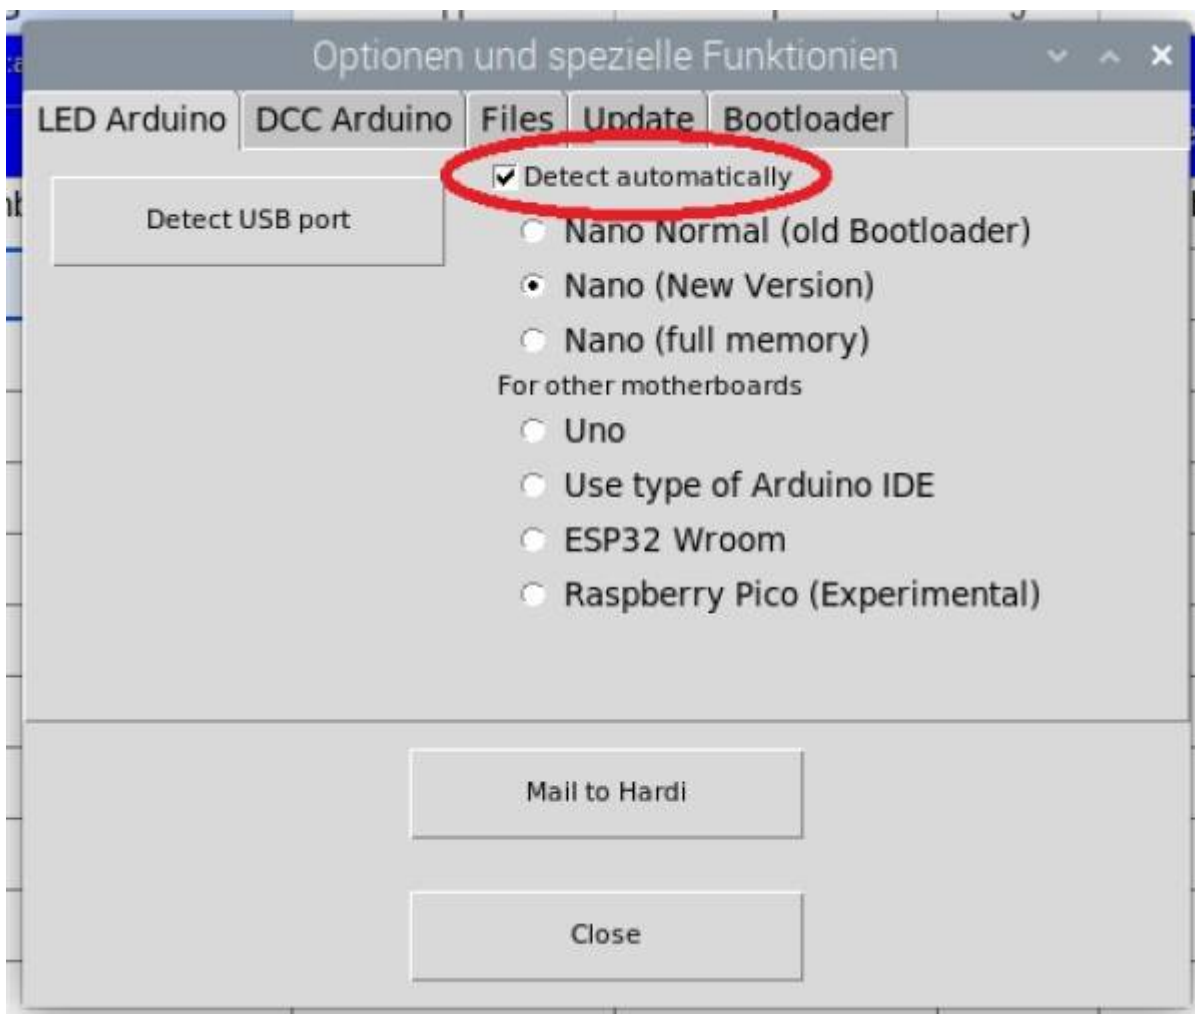 Optionen und spezielle Funktionien
LED Arduino DCC Arduino Files Update Bootloader
Detect automatically
Detect USB port
Nano Normal (old Bootloader)
Nano (New Version)
Nano (full memory)
For other motherboards
Uno
Use type of Arduino IDE
ESP32 Wroom
Raspberry Pico (Experimental)
Mail to Hardi
Close